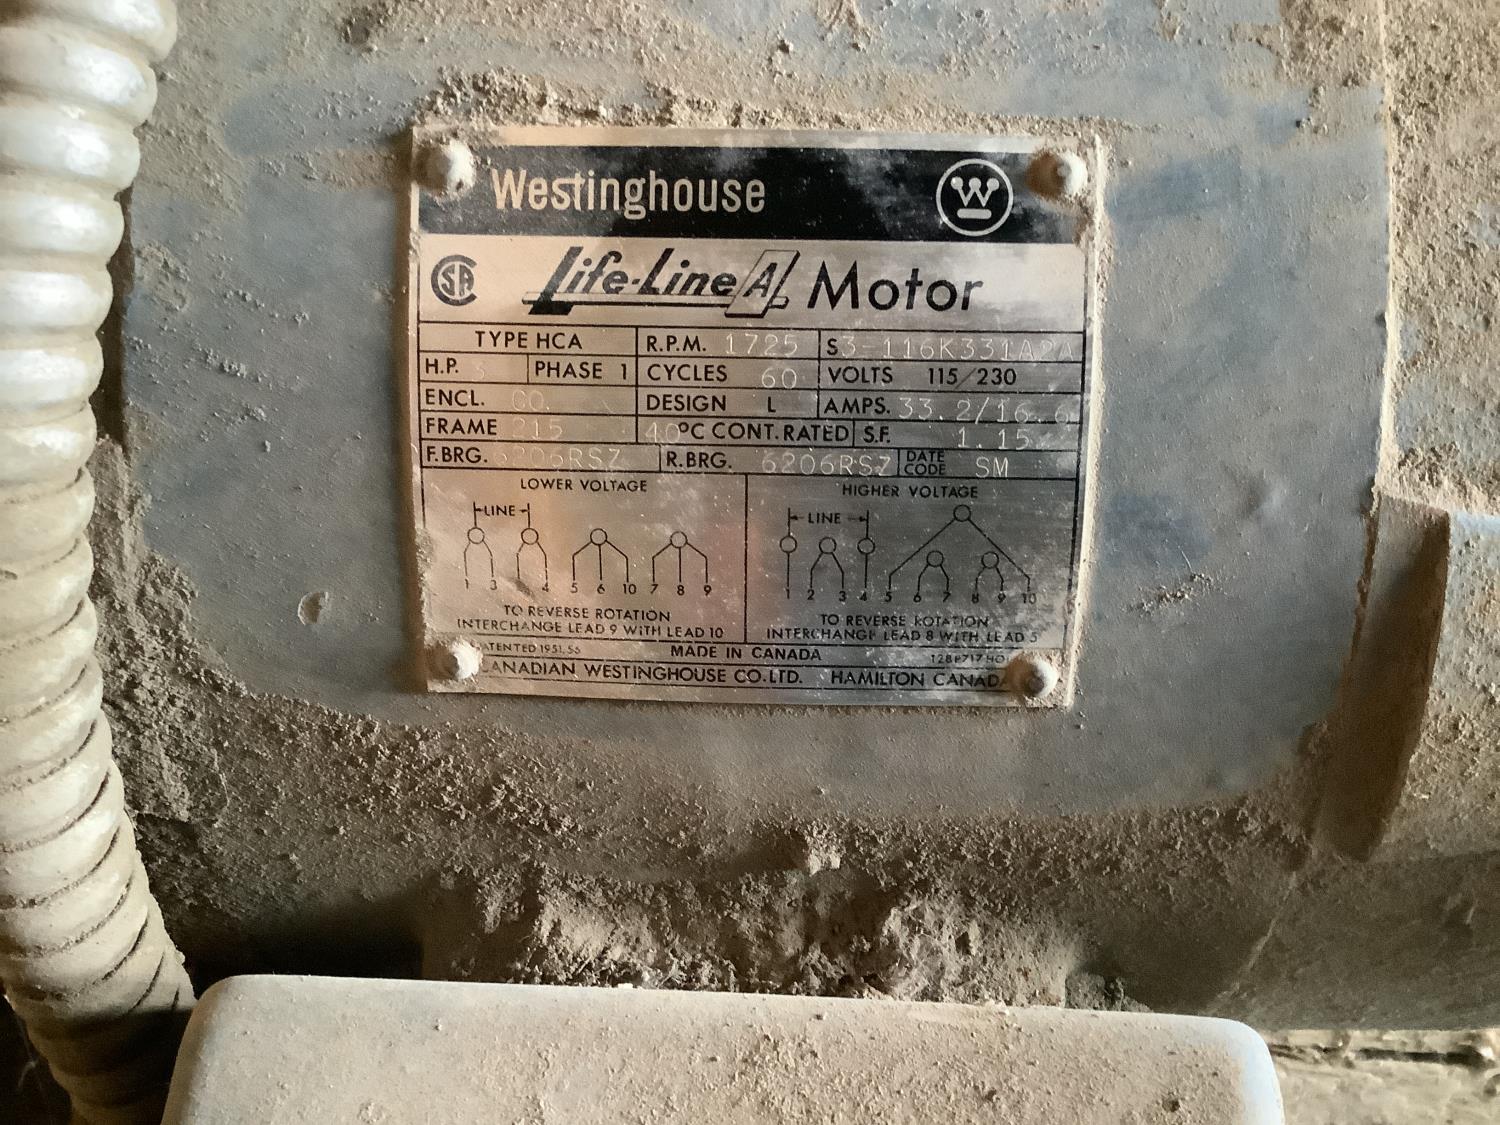 Westinghouse W
CSA Life-Line A Motor
TYPE HCA R.P.M. 1725 S3-116K331A2A
H.P. PHASE 1 CYCLES 60 VOLTS 115/230
ENCL. DESIGN L AMPS. 33.2/16.6
FRAME 215 40°C CONT. RATED S.F. 1.15
F. BRG. 6206RSZ R. BRG. 6206RSZ DATE CODE SM
LOWER VOLTAGE
LINE
1 3 4 5 6 10 7 8 9
TO REVERSE ROTATION
INTERCHANGE LEAD 9 WITH LEAD 10
HIGHER VOLTAGE
LINE
1 2 3 4 5 6 7 8 9 10
TO REVERSE ROTATION
INTERCHANGE LEAD 8 WITH LEAD 5
MADE IN CANADA
CANADIAN WESTINGHOUSE CO. LTD. HAMILTON CANADA